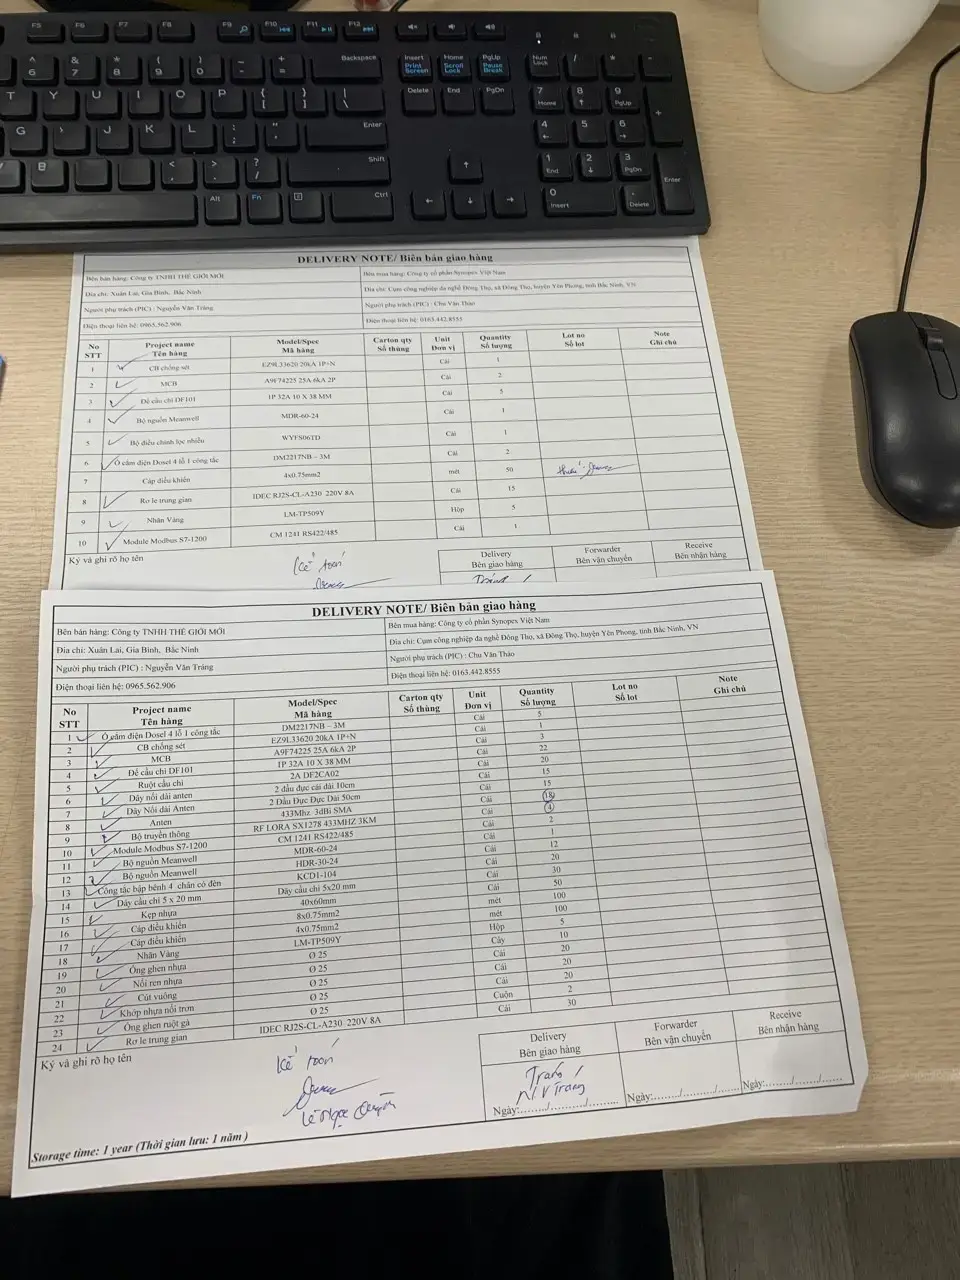 F5 F6 F7 F8 F9 F10 F11 F12
^ 6 & 7 * 8 ( 9 ) 0 _ - + = Backspace Insert Print Screen Home Scroll Lock PgUp Pause Break Num Lock / * -
T Y U I O P { [ } ] | \ Delete End PgDn 7 Home 8 ↑ 9 PgUp +
G J K L : ; " ' Enter 4 ← 5 6 →
B < , > . ? / Shift ↑ 1 End 2 ↓ 3 PgDn Enter
Alt Fn Ctrl ← ↓ → 0 Insert . Delete
DELIVERY NOTE/ Biên bản giao hàng
Bên bán hàng: Công ty TNHH THẾ GIỚI MỚI
Bên mua hàng: Công ty cổ phần Synopex Việt Nam
Địa chỉ: Xuân Lai, Gia Bình, Bắc Ninh
Địa chỉ: Cụm công nghiệp đa nghề Đông Thọ, xã Đông Thọ, huyện Yên Phong, tỉnh Bắc Ninh, VN
Người phụ trách (PIC) : Nguyễn Văn Tráng
Người phụ trách (PIC) : Chu Văn Thảo
Điện thoại liên hệ: 0965.562.906
Điện thoại liên hệ: 0163.442.8555
No STT Project name Tên hàng Model/Spec Mã hàng Carton qty Số thùng Unit Đơn vị Quantity Số lượng Lot no Số lot Note Ghi chú
1 CB chống sét EZ9L33620 20kA 1P+N Cái 1
2 MCB A9F74225 25A 6kA 2P Cái 2
3 Đế cầu chì DF101 1P 32A 10 X 38 MM Cái 5
4 Bộ nguồn Meanwell MDR-60-24 Cái 1
5 Bộ điều chỉnh lọc nhiễu WYFS06TD Cái 1
6 Ổ cắm điện Dosel 4 lỗ 1 công tắc DM2217NB – 3M Cái 2
7 Cáp điều khiển 4x0.75mm2 mét 50 thiếu
8 Rơ le trung gian IDEC RJ2S-CL-A230 220V 8A Cái 15
9 Nhãn Vàng LM-TP509Y Hộp 5
10 Module Modbus S7-1200 CM 1241 RS422/485 Cái 1
Ký và ghi rõ họ tên
Kế toán
Delivery Bên giao hàng Forwarder Bên vận chuyển Receive Bên nhận hàng
DELIVERY NOTE/ Biên bản giao hàng
Bên bán hàng: Công ty TNHH THẾ GIỚI MỚI
Bên mua hàng: Công ty cổ phần Synopex Việt Nam
Địa chỉ: Xuân Lai, Gia Bình, Bắc Ninh
Địa chỉ: Cụm công nghiệp đa nghề Đông Thọ, xã Đông Thọ, huyện Yên Phong, tỉnh Bắc Ninh, VN
Người phụ trách (PIC) : Nguyễn Văn Tráng
Người phụ trách (PIC) : Chu Văn Thảo
Điện thoại liên hệ: 0965.562.906
Điện thoại liên hệ: 0163.442.8555
No STT Project name Tên hàng Model/Spec Mã hàng Carton qty Số thùng Unit Đơn vị Quantity Số lượng Lot no Số lot Note Ghi chú
1 Ổ cắm điện Dosel 4 lỗ 1 công tắc DM2217NB – 3M Cái 5
2 CB chống sét EZ9L33620 20kA 1P+N Cái 1
3 MCB A9F74225 25A 6kA 2P Cái 3
4 Đế cầu chì DF101 1P 32A 10 X 38 MM Cái 22
5 Ruột cầu chì 2A DF2CA02 Cái 20
6 Dây nối dài anten 2 đầu đực cái dài 10cm Cái 15
7 Dây Nối dài Anten 2 Đầu Đực Đực Dài 50cm Cái 15
8 Anten 433Mhz 3dBi SMA Cái 18
9 Bộ truyền thông RF LORA SX1278 433MHZ 3KM Cái 4
10 Module Modbus S7-1200 CM 1241 RS422/485 Cái 2
11 Bộ nguồn Meanwell MDR-60-24 Cái 1
12 Bộ nguồn Meanwell HDR-30-24 Cái 12
13 Công tắc bập bênh 4 chân có đèn KCD1-104 Cái 20
14 Dây cầu chì 5 x 20 mm Dây cầu chì 5x20 mm Cái 30
15 Kẹp nhựa 40x60mm Cái 50
16 Cáp điều khiển 8x0.75mm2 mét 100
17 Cáp điều khiển 4x0.75mm2 mét 100
18 Nhãn Vàng LM-TP509Y Hộp 5
19 Ống ghen nhựa Ø 25 Cây 10
20 Nối ren nhựa Ø 25 Cái 20
21 Cút vuông Ø 25 Cái 20
22 Khớp nhựa nối trơn Ø 25 Cái 20
23 Ống ghen ruột gà Ø 25 Cuộn 2
24 Rơ le trung gian IDEC RJ2S-CL-A230 220V 8A Cái 30
Ký và ghi rõ họ tên
Kế toán
Lê Ngọc
Delivery Bên giao hàng Forwarder Bên vận chuyển Receive Bên nhận hàng
Tráng
N V Tráng
Ngày:......../......./......... Ngày:......../......./......... Ngày:......../......./.........
Storage time: 1 year (Thời gian lưu: 1 năm )